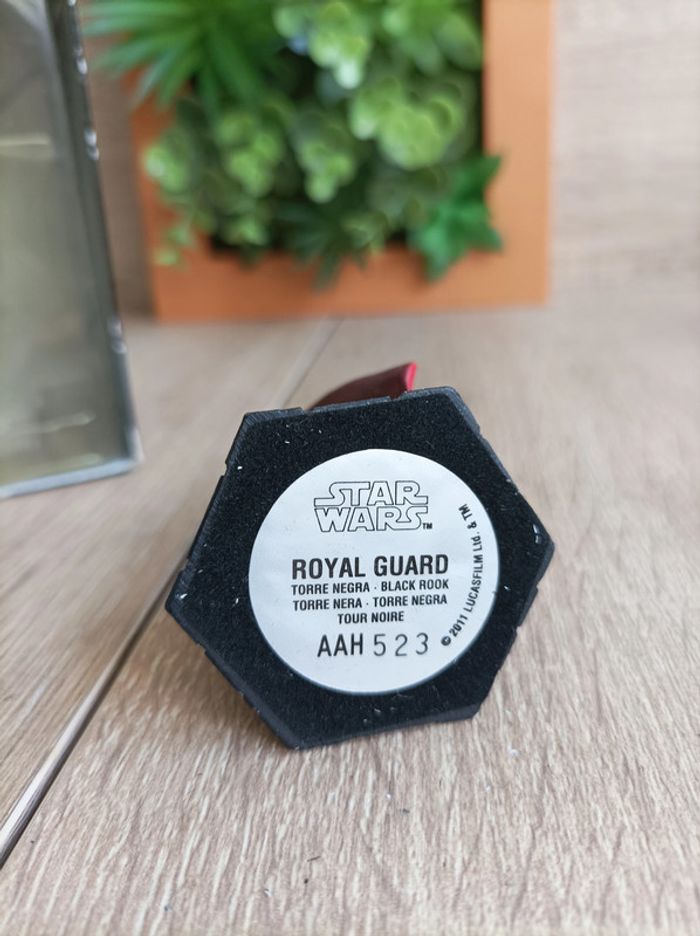 STAR
WARS™
ROYAL GUARD
TORRE NEGRA · BLACK ROOK
TORRE NERA · TORRE NEGRA
TOUR NOIRE
AAH 523
© 2011 LUCASFILM Ltd. & TM